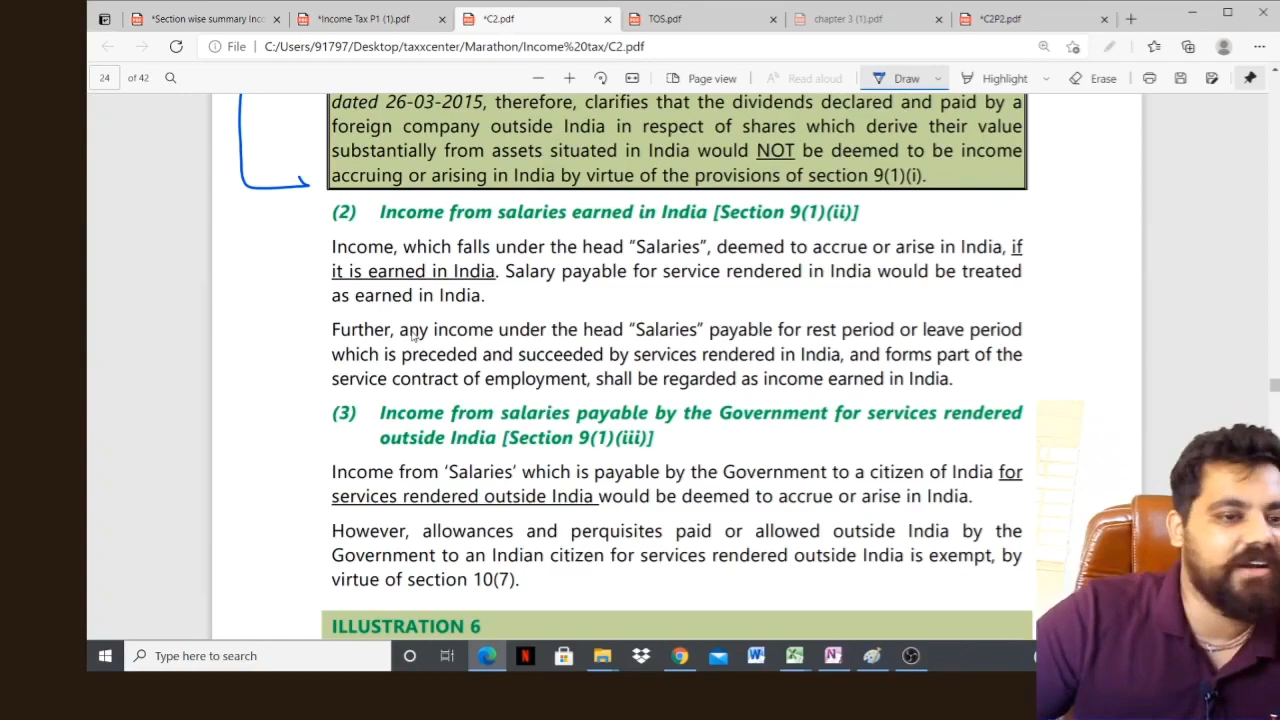 *Section wise summary Inc
*Income Tax P1 (1).pdf
*C2.pdf
TOS.pdf
chapter 3 (1).pdf
*C2P2.pdf
File
C:/Users/91797/Desktop/taxxcenter/Marathon/Income%20tax/C2.pdf
24 of 42
Page view
Read aloud
Draw
Highlight
Erase
dated 26-03-2015, therefore, clarifies that the dividends declared and paid by a
foreign company outside India in respect of shares which derive their value
substantially from assets situated in India would NOT be deemed to be income
accruing or arising in India by virtue of the provisions of section 9(1)(i).
(2) Income from salaries earned in India [Section 9(1)(ii)]
Income, which falls under the head “Salaries”, deemed to accrue or arise in India, if
it is earned in India. Salary payable for service rendered in India would be treated
as earned in India.
Further, any income under the head “Salaries” payable for rest period or leave period
which is preceded and succeeded by services rendered in India, and forms part of the
service contract of employment, shall be regarded as income earned in India.
(3) Income from salaries payable by the Government for services rendered
outside India [Section 9(1)(iii)]
Income from ‘Salaries’ which is payable by the Government to a citizen of India for
services rendered outside India would be deemed to accrue or arise in India.
However, allowances and perquisites paid or allowed outside India by the
Government to an Indian citizen for services rendered outside India is exempt, by
virtue of section 10(7).
ILLUSTRATION 6
Type here to search